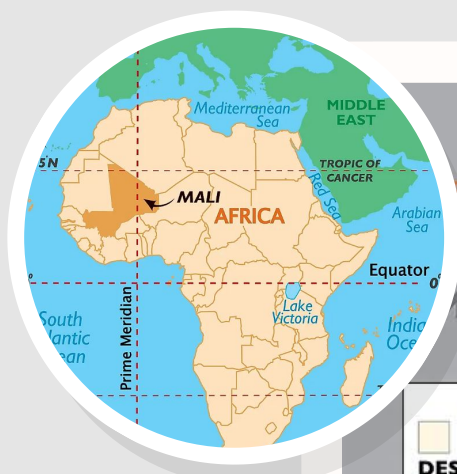 Mediterranean
Sea
MIDDLE
EAST
5°N
TROPIC OF
CANCER
MALI
AFRICA
Red Sea
Arabian
Sea
Equator
0°
Lake
Victoria
Prime Meridian
South
lantic
ean
India
Oce
DES